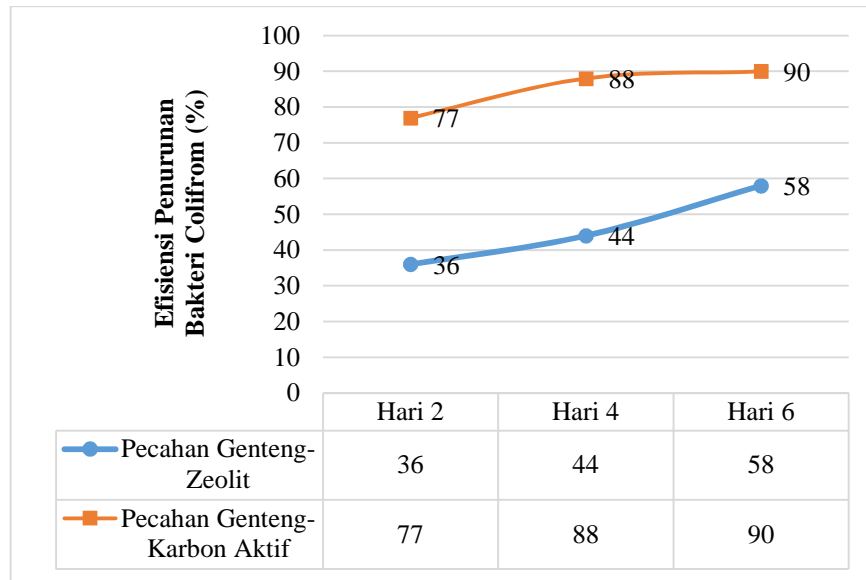 Efisiensi Penurunan
Bakteri Colifrom (%)
100
90
80
70
60
50
40
30
20
10
0
77
88
90
36
44
58
Hari 2 Hari 4 Hari 6
Pecahan Genteng-
Zeolit
36 44 58
Pecahan Genteng-
Karbon Aktif
77 88 90